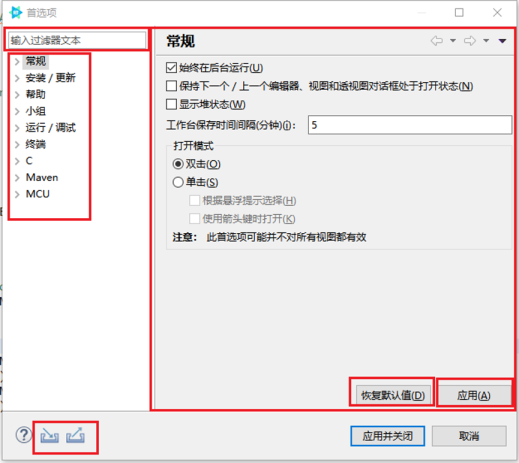 首选项
输入过滤器文本
常规
安装 / 更新
帮助
小组
运行 / 调试
终端
C
Maven
MCU
常规
始终在后台运行(U)
保持下一个 / 上一个编辑器、视图和透视图对话框处于打开状态(N)
显示堆状态(W)
工作台保存时间间隔(分钟)(i): 5
打开模式
双击(O)
单击(S)
根据悬浮提示选择(H)
使用箭头键时打开(K)
注意: 此首选项可能并不对所有视图都有效
恢复默认值(D) 应用(A)
应用并关闭 取消